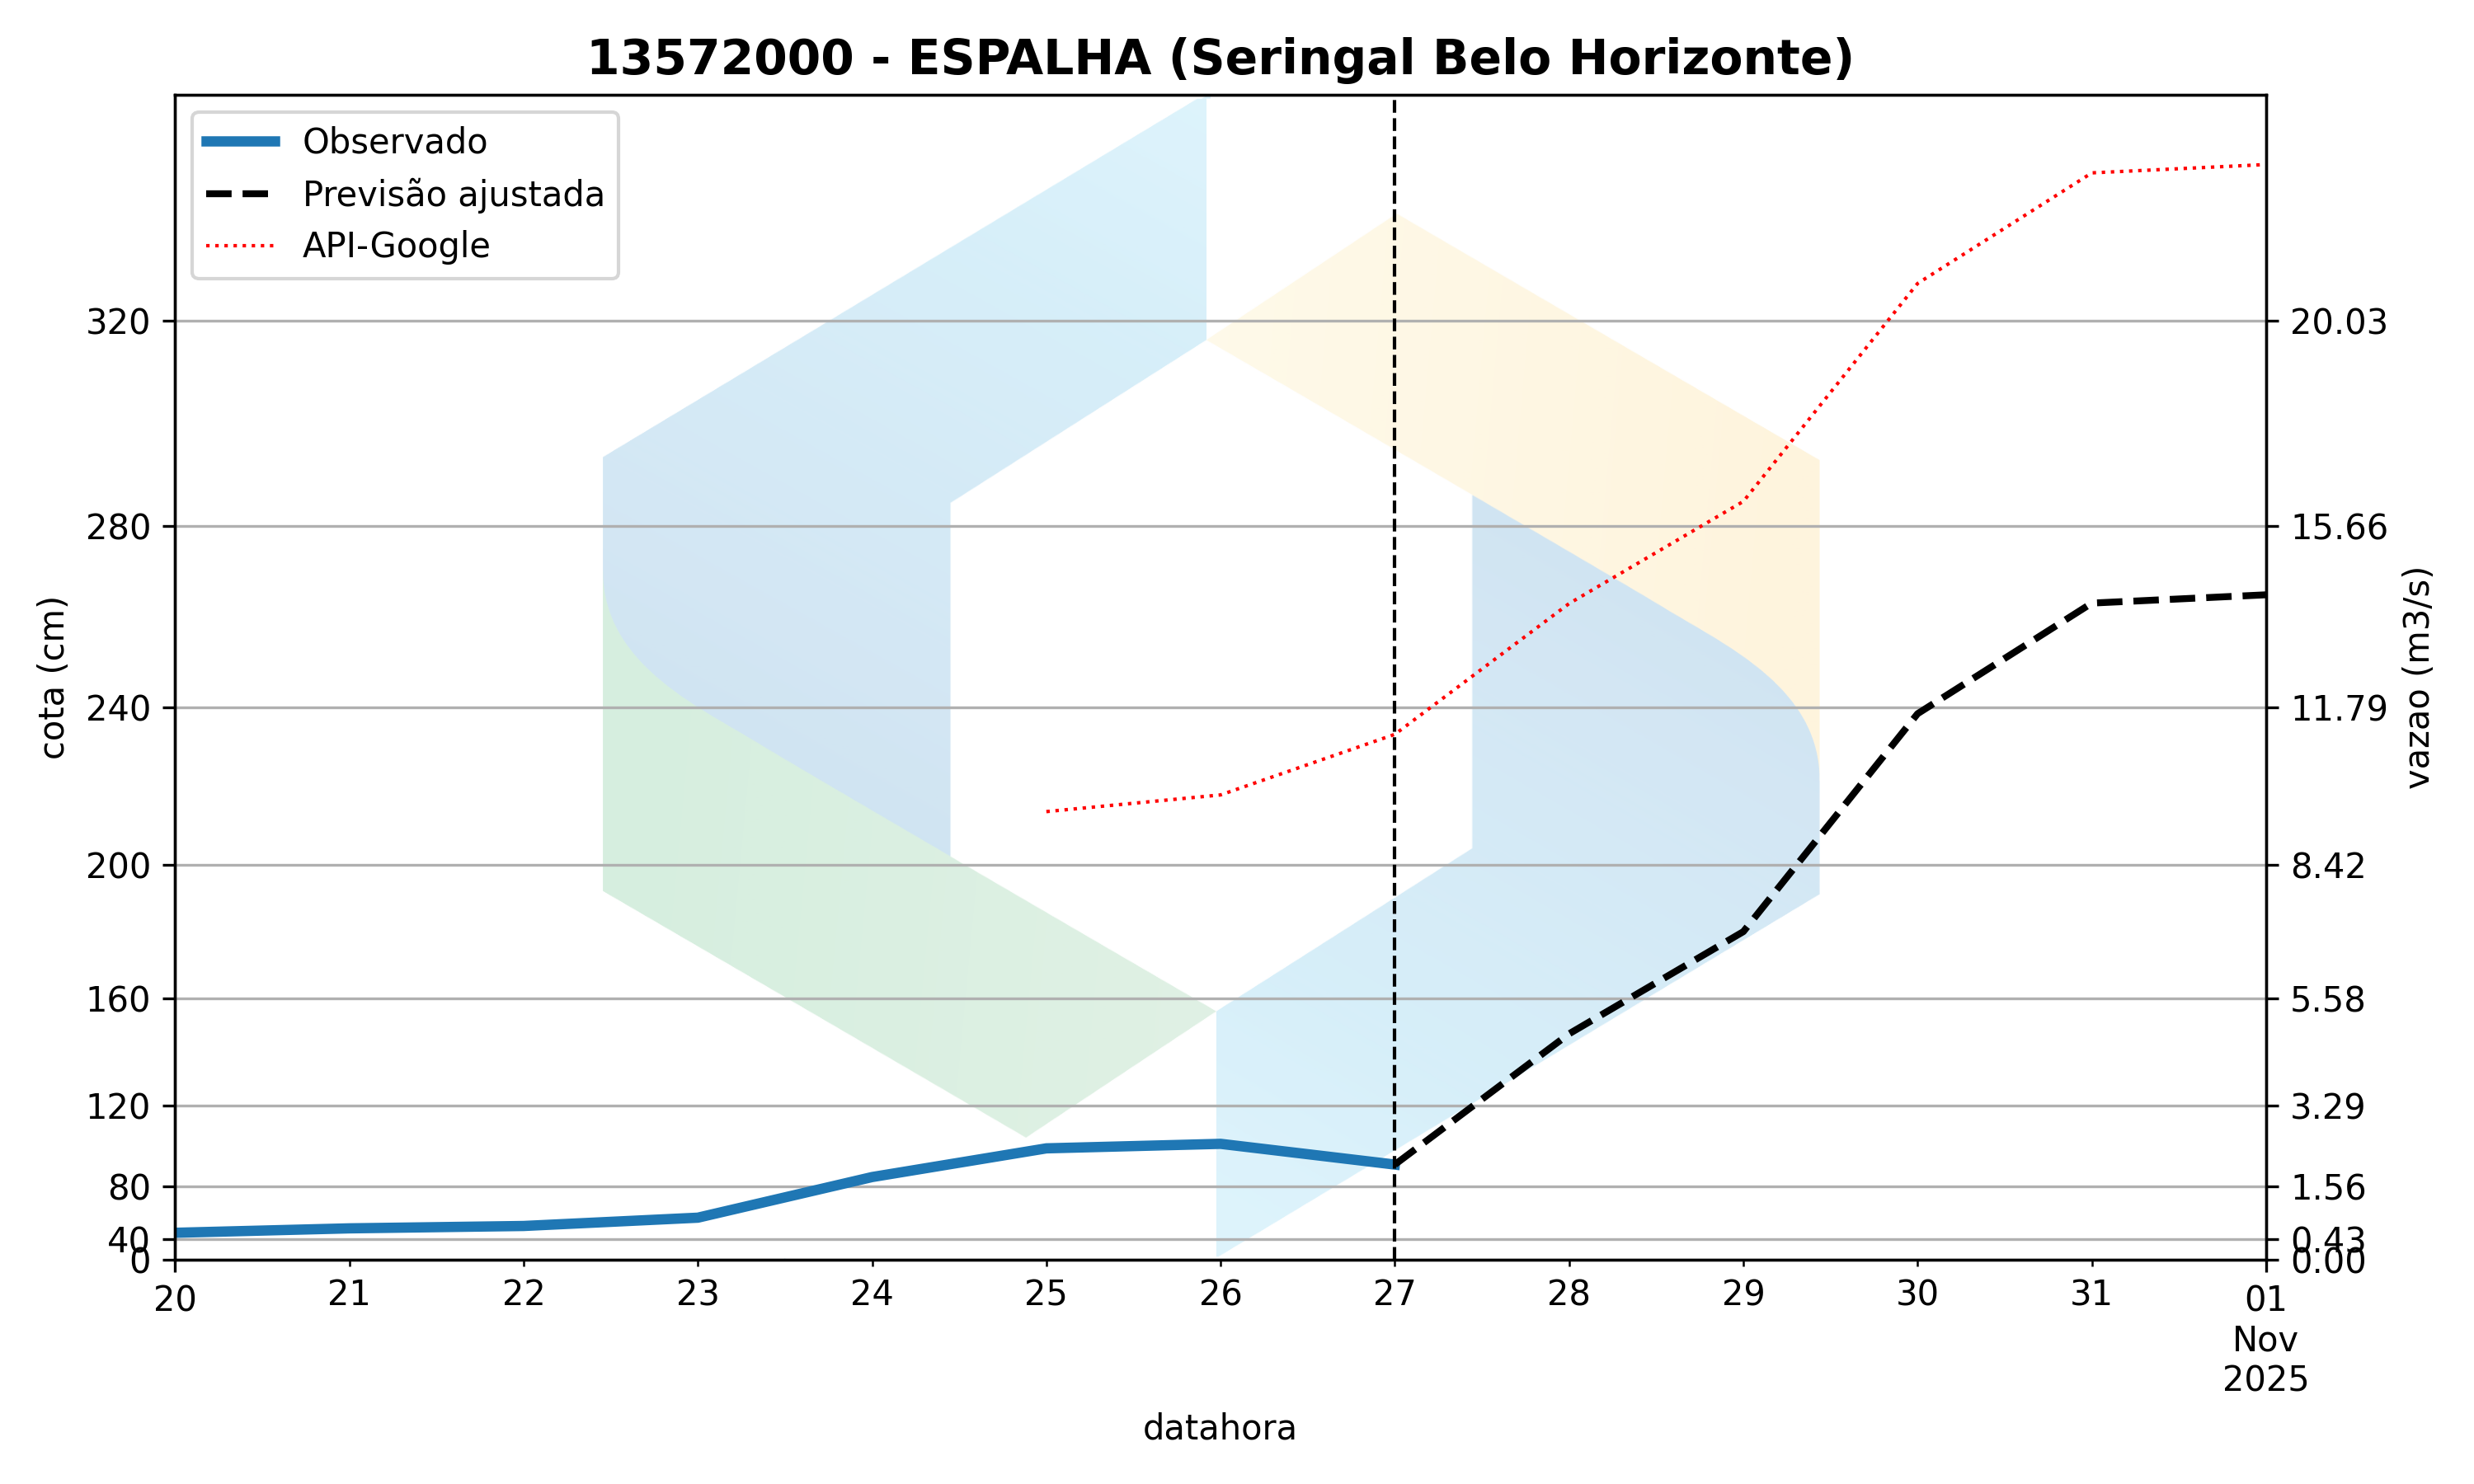 13572000 - ESPALHA (Seringal Belo Horizonte)
Observado
Previsão ajustada
API-Google
320
280
240
200
160
120
80
40
0
cota (cm)
20.03
15.66
11.79
8.42
5.58
3.29
1.56
0.43
0.00
vazao (m3/s)
20 21 22 23 24 25 26 27 28 29 30 31 01
Nov
2025
datahora